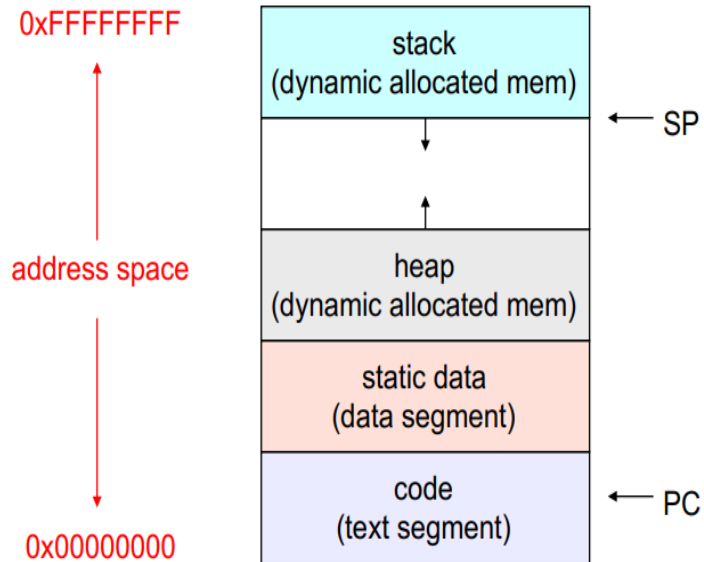 0xFFFFFFFF
stack
(dynamic allocated mem)
SP
address space
heap
(dynamic allocated mem)
static data
(data segment)
code
(text segment)
PC
0x00000000